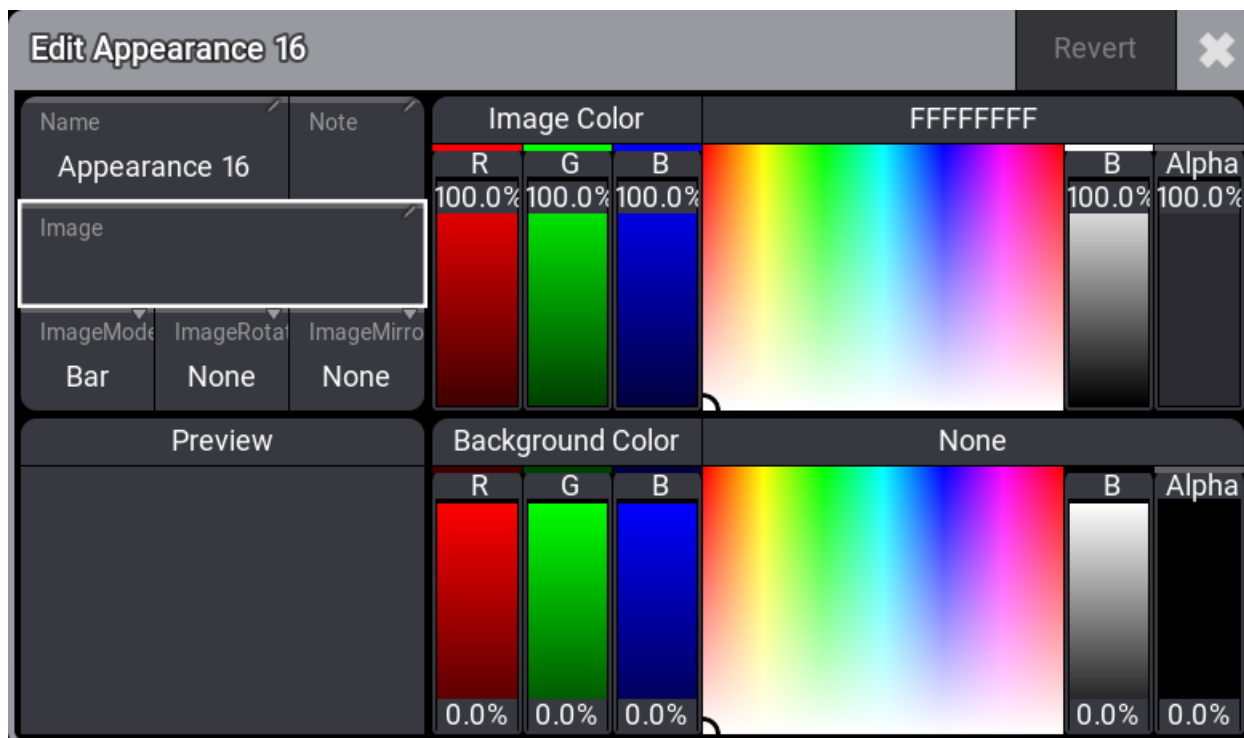 Edit Appearance 16
Revert
Name
Note
Appearance 16
Image
ImageMode
ImageRotat
ImageMirro
Bar
None
None
Preview
Image Color
FFFFFFFF
R
G
B
B
Alpha
100.0%
100.0%
100.0%
100.0%
100.0%
Background Color
None
R
G
B
B
Alpha
0.0%
0.0%
0.0%
0.0%
0.0%